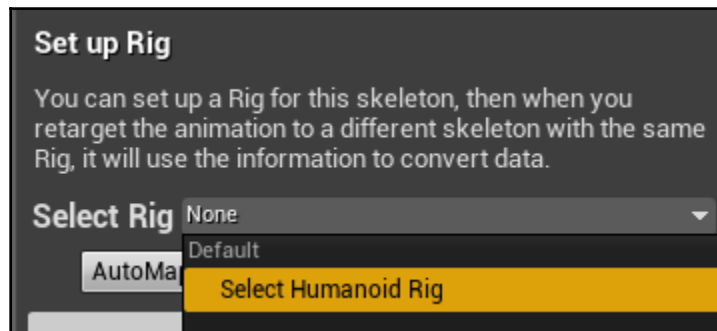 Set up Rig
You can set up a Rig for this skeleton, then when you
retarget the animation to a different skeleton with the same
Rig, it will use the information to convert data.
Select Rig None
Default
AutoMa
Select Humanoid Rig